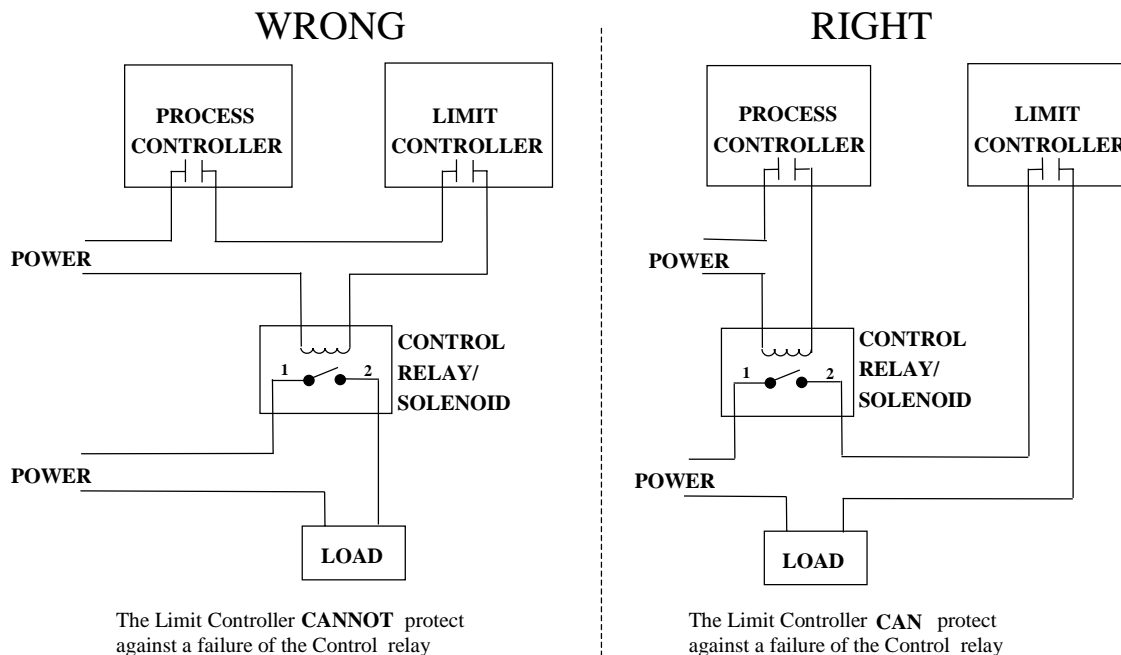 WRONG
PROCESS
CONTROLLER
LIMIT
CONTROLLER
POWER
CONTROL
RELAY/
SOLENOID
1
2
POWER
LOAD
The Limit Controller CANNOT protect
against a failure of the Control relay
RIGHT
PROCESS
CONTROLLER
LIMIT
CONTROLLER
POWER
CONTROL
RELAY/
SOLENOID
1
2
POWER
LOAD
The Limit Controller CAN protect
against a failure of the Control relay